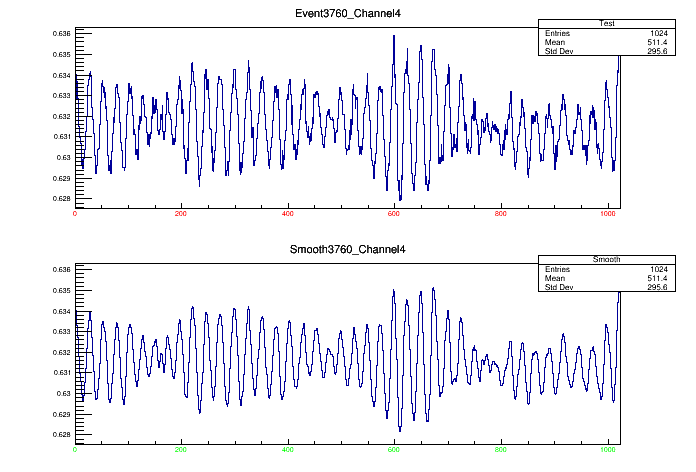 Event3760_Channel4
Test
Entries 1024
Mean 511.4
Std Dev 295.6
0.636
0.635
0.634
0.633
0.632
0.631
0.63
0.629
0.628
0 200 400 600 800 1000
Smooth3760_Channel4
Smooth
Entries 1024
Mean 511.4
Std Dev 295.6
0.636
0.635
0.634
0.633
0.632
0.631
0.63
0.629
0.628
0 200 400 600 800 1000